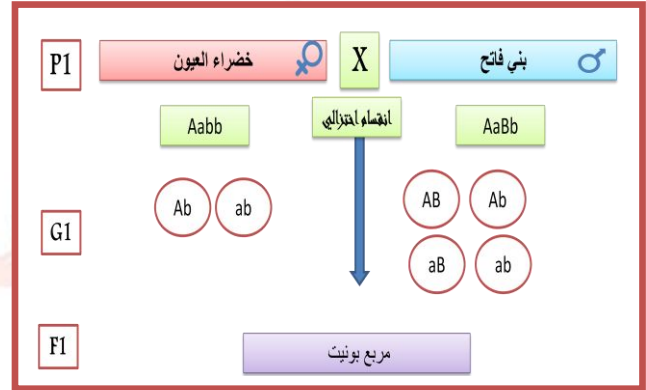 P1
خضراء العيون
X
بني فاتح
Aabb
انقسام اختزالي
AaBb
G1
Ab
ab
AB
Ab
aB
ab
F1
مربع بونيت